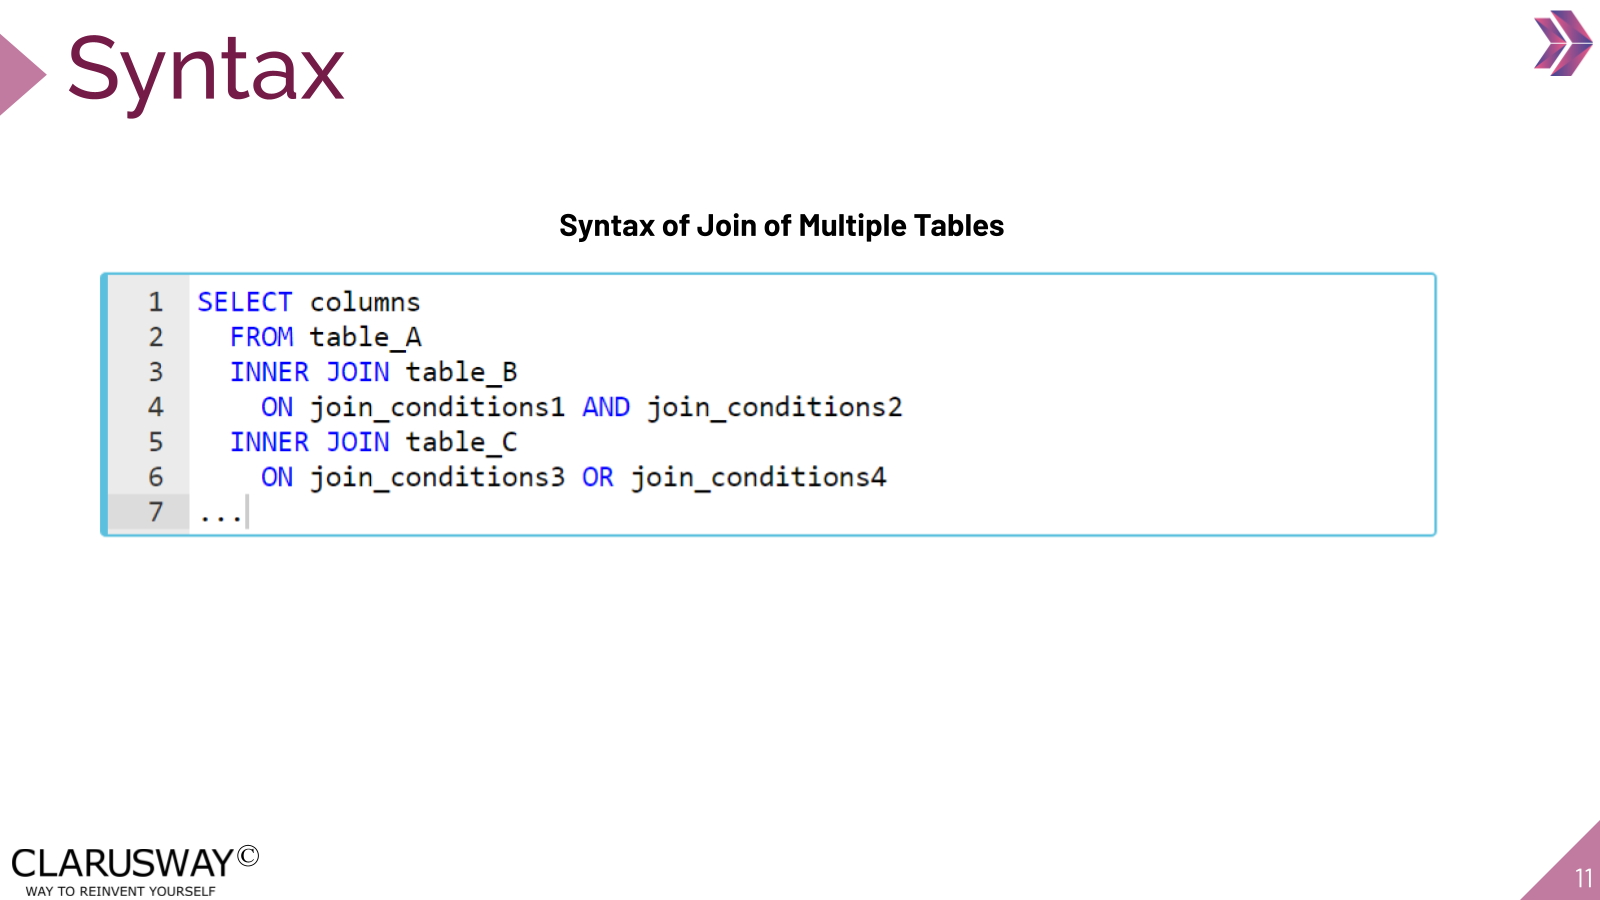 Syntax
Syntax of Join of Multiple Tables
1 SELECT columns
2   FROM table_A
3   INNER JOIN table_B
4     ON join_conditions1 AND join_conditions2
5   INNER JOIN table_C
6     ON join_conditions3 OR join_conditions4
7 ...
CLARUSWAY©
WAY TO REINVENT YOURSELF
11